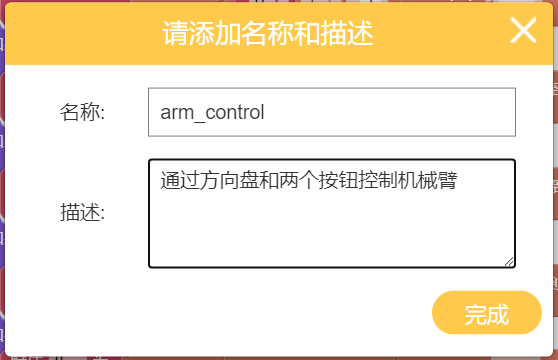 请添加名称和描述
名称:
arm_control
通过方向盘和两个按钮控制机械臂
描述:
完成